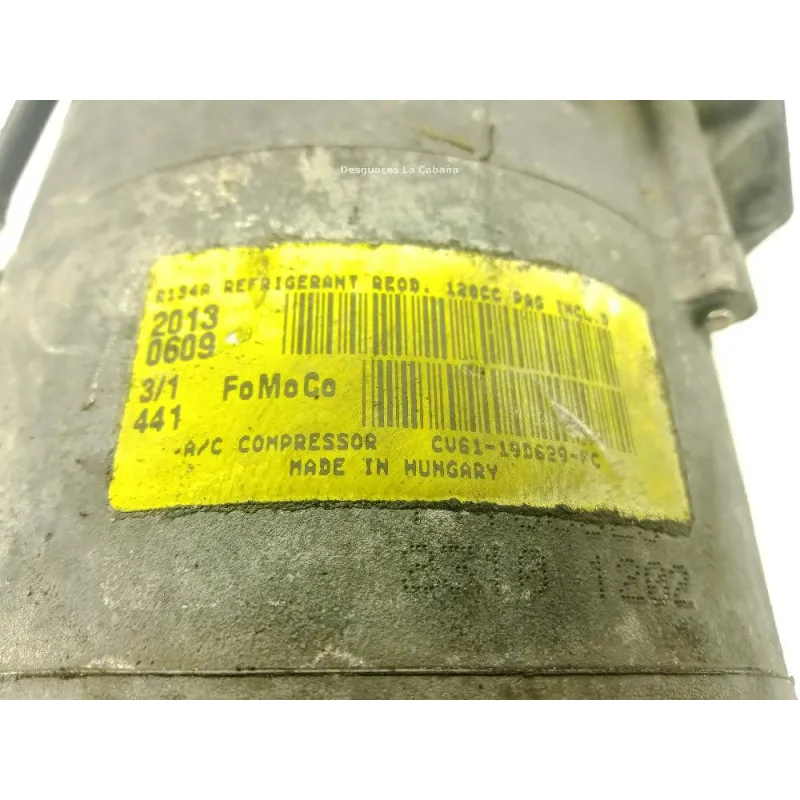 Desguaces La Cabana
R134A REFRIGERANT REQD. 120CC PAG INCL.D
2013
0609
3/1 FoMoCo
441
A/C COMPRESSOR CV61-19D629-FC
MADE IN HUNGARY
1202